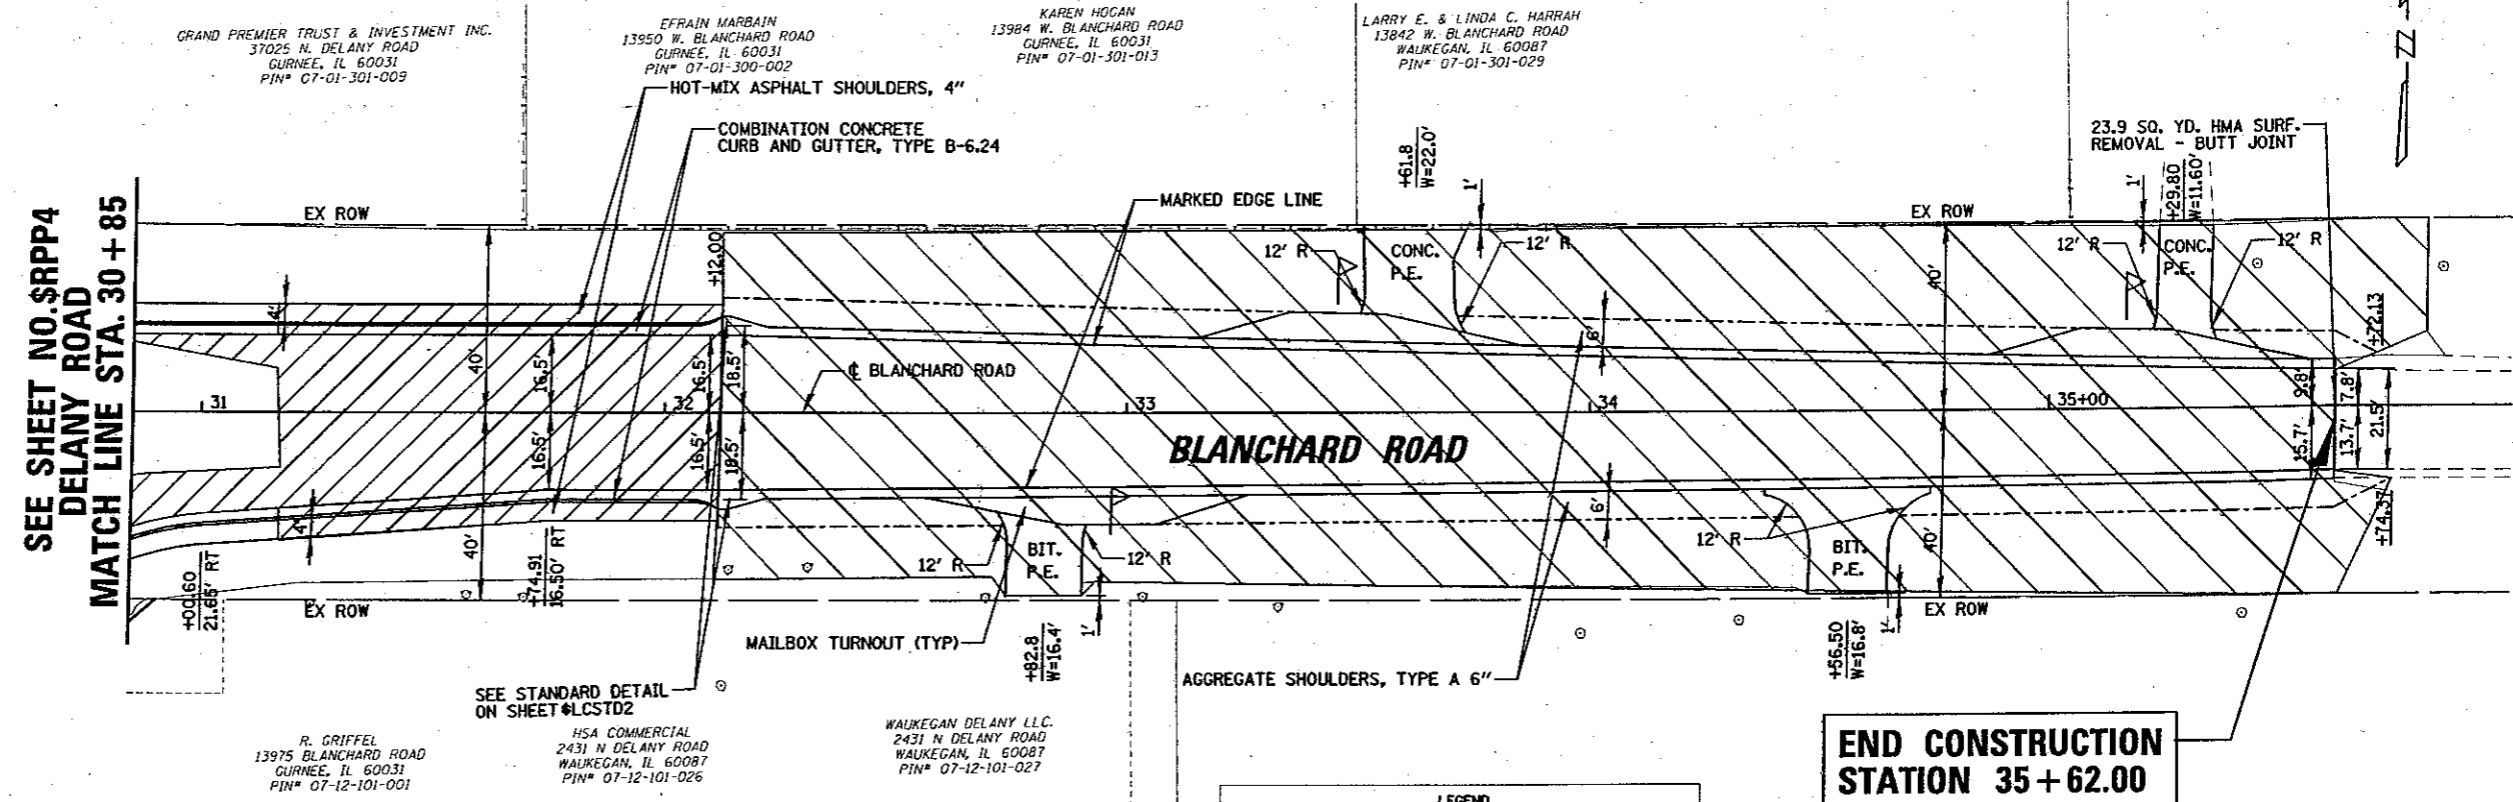 GRAND PREMIER TRUST & INVESTMENT INC.
37025 N. DELANY ROAD
GURNEE, IL 60031
PIN# 07-01-301-009
EFRAIN MARBAIN
13950 W. BLANCHARD ROAD
GURNEE, IL 60031
PIN# 07-01-300-002
KAREN HOGAN
13984 W. BLANCHARD ROAD
GURNEE, IL 60031
PIN# 07-01-301-013
LARRY E. & LINDA C. HARRAH
13842 W. BLANCHARD ROAD
WAUKEGAN, IL 60087
PIN# 07-01-301-029
N
HOT-MIX ASPHALT SHOULDERS, 4"
COMBINATION CONCRETE
CURB AND GUTTER, TYPE B-6.24
+61.8
W=22.0'
1'
23.9 SQ. YD. HMA SURF.
REMOVAL - BUTT JOINT
1'
+29.80
W=11.60'
MARKED EDGE LINE
SEE SHEET NO.$RPP4
DELANY ROAD
MATCH LINE STA. 30+85
EX ROW
EX ROW
+12.00
12' R
CONC.
P.E.
12' R
12' R
CONC.
P.E.
12' R
4'
40'
16.5'
16.5'
18.5'
6'
40'
+72.13
℄ BLANCHARD ROAD
9.8'
7.8'
21.5'
31
32
33
34
35+00
16.5'
16.5'
18.5'
BLANCHARD ROAD
15.7'
13.7'
4'
40'
6'
40'
+74.37
12' R
BIT.
P.E.
12' R
12' R
BIT.
P.E.
+00.60
21.65' RT
+74.91
16.50' RT
EX ROW
EX ROW
MAILBOX TURNOUT (TYP)
+82.8
W=16.4'
1'
+56.50
W=16.8'
1'
AGGREGATE SHOULDERS, TYPE A 6"
SEE STANDARD DETAIL
ON SHEET $LCSTD2
R. GRIFFEL
13975 BLANCHARD ROAD
GURNEE, IL 60031
PIN# 07-12-101-001
HSA COMMERCIAL
2431 N DELANY ROAD
WAUKEGAN, IL 60087
PIN# 07-12-101-026
WAUKEGAN DELANY LLC.
2431 N DELANY ROAD
WAUKEGAN, IL 60087
PIN# 07-12-101-027
END CONSTRUCTION
STATION 35+62.00
LEGEND